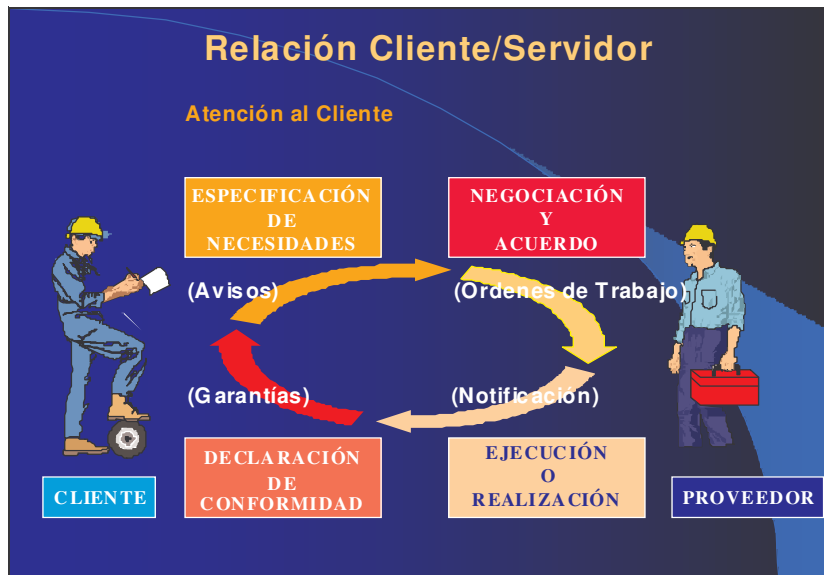 Relación Cliente/Servidor
Atención al Cliente
ESPECIFICACIÓN
DE
NECESIDADES
NEGOCIACIÓN
Y
ACUERDO
(Avisos)
(Ordenes de Trabajo)
(Garantías)
(Notificación)
DECLARACIÓN
DE
CONFORMIDAD
EJECUCIÓN
O
REALIZACIÓN
CLIENTE
PROVEEDOR